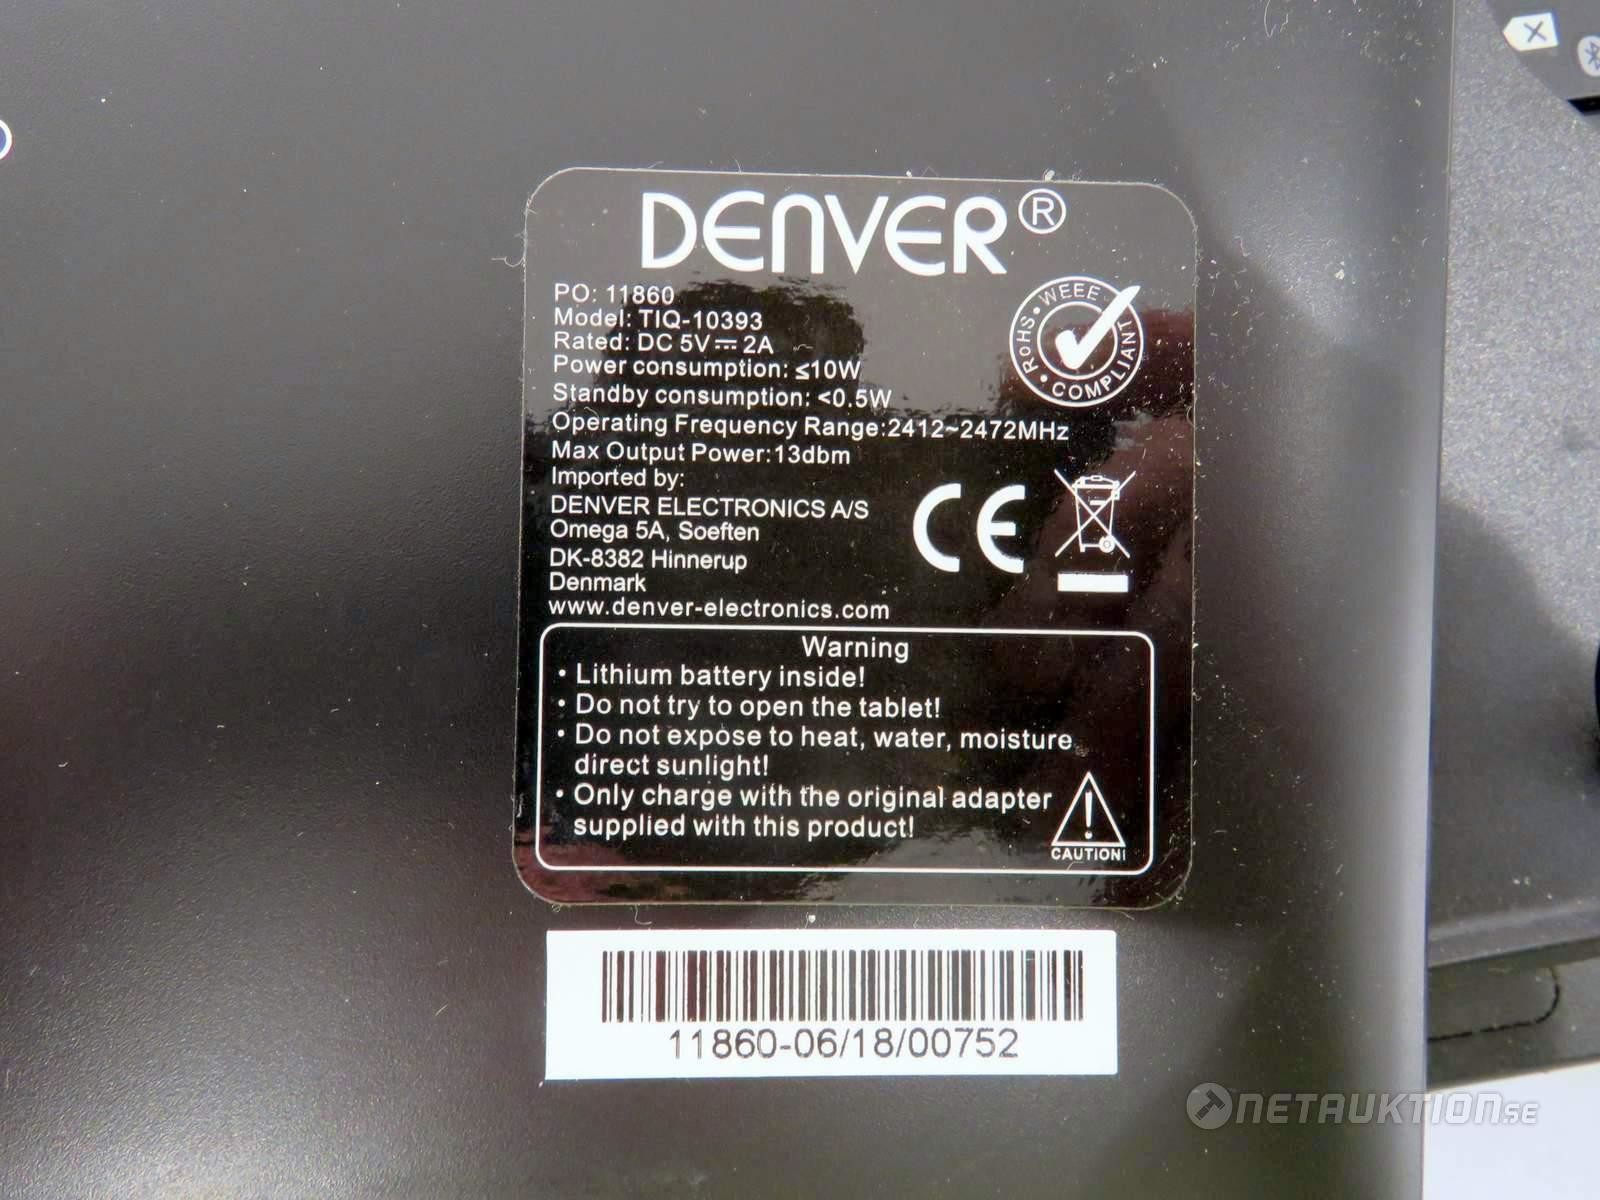 DENVER®
PO: 11860
Model: TIQ-10393
Rated: DC 5V⎓2A
Power consumption: ≤10W
Standby consumption: <0.5W
Operating Frequency Range:2412~2472MHz
Max Output Power:13dbm
Imported by:
DENVER ELECTRONICS A/S
Omega 5A, Soeften
DK-8382 Hinnerup
Denmark
www.denver-electronics.com
RoHS • WEEE
• COMPLIANT
CE
Warning
• Lithium battery inside!
• Do not try to open the tablet!
• Do not expose to heat, water, moisture
direct sunlight!
• Only charge with the original adapter
supplied with this product!
CAUTION!
11860-06/18/00752
NETAUKTION.SE